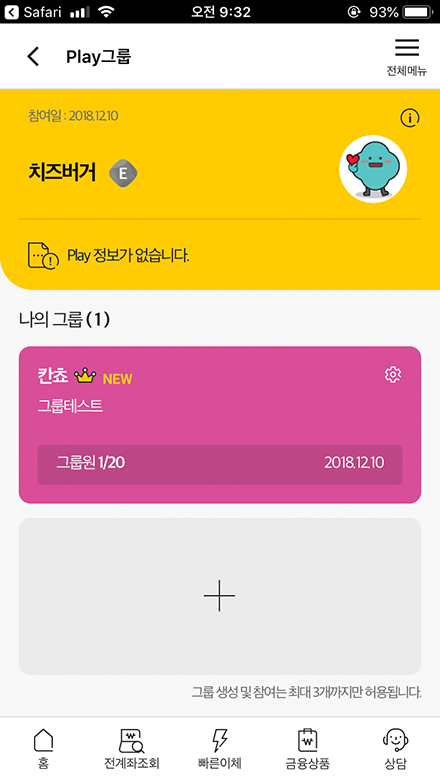 Safari 오전 9:32 93%
Play그룹
전체메뉴
참여일 : 2018.12.10
치즈버거 E
Play 정보가 없습니다.
나의 그룹 (1)
칸쵸 NEW
그룹테스트
그룹원 1/20 2018.12.10
그룹 생성 및 참여는 최대 3개까지만 허용됩니다.
홈 전계좌조회 빠른이체 금융상품 상담